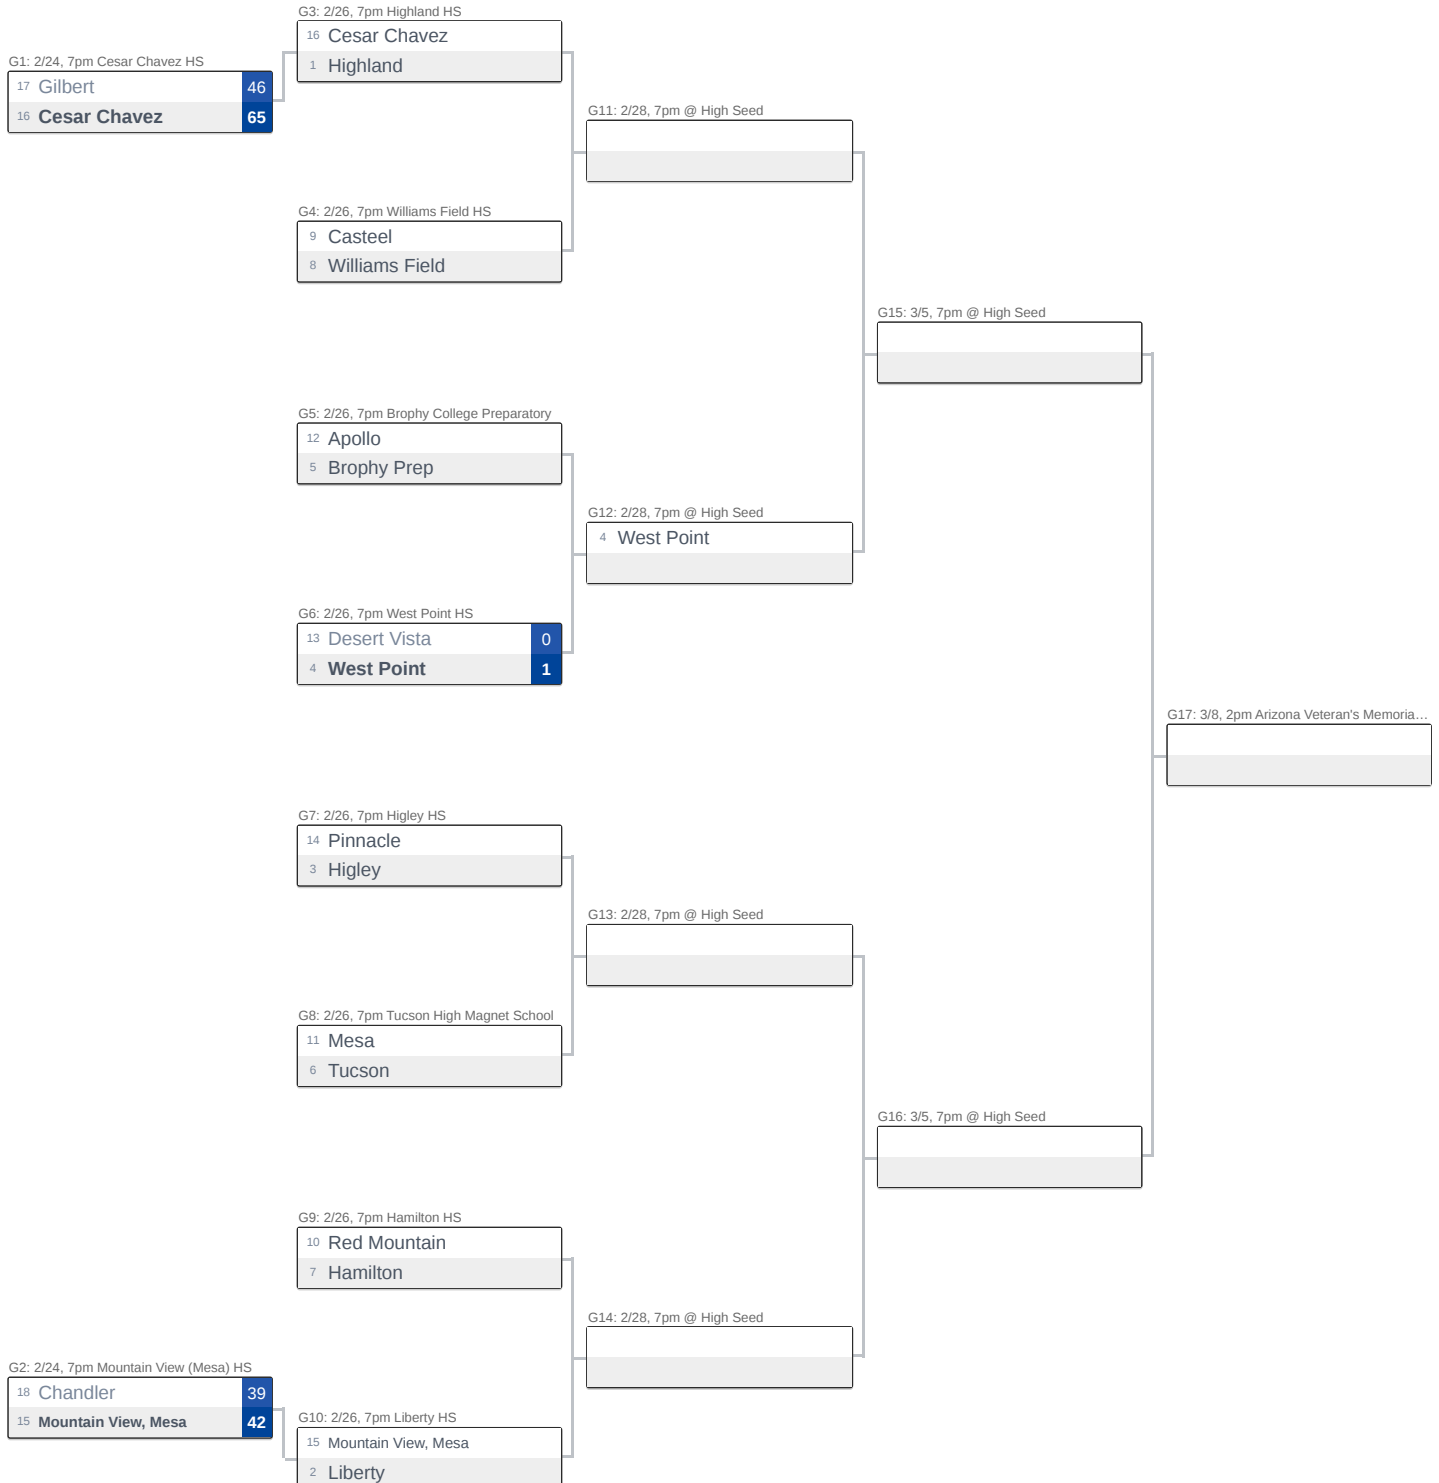 G1: 2/24, 7pm Cesar Chavez HS
17 Gilbert 46
16 Cesar Chavez 65
G2: 2/24, 7pm Mountain View (Mesa) HS
18 Chandler 39
15 Mountain View, Mesa 42
G3: 2/26, 7pm Highland HS
16 Cesar Chavez
1 Highland
G4: 2/26, 7pm Williams Field HS
9 Casteel
8 Williams Field
G5: 2/26, 7pm Brophy College Preparatory
12 Apollo
5 Brophy Prep
G6: 2/26, 7pm West Point HS
13 Desert Vista 0
4 West Point 1
G7: 2/26, 7pm Higley HS
14 Pinnacle
3 Higley
G8: 2/26, 7pm Tucson High Magnet School
11 Mesa
6 Tucson
G9: 2/26, 7pm Hamilton HS
10 Red Mountain
7 Hamilton
G10: 2/26, 7pm Liberty HS
15 Mountain View, Mesa
2 Liberty
G11: 2/28, 7pm @ High Seed
G12: 2/28, 7pm @ High Seed
4 West Point
G13: 2/28, 7pm @ High Seed
G14: 2/28, 7pm @ High Seed
G15: 3/5, 7pm @ High Seed
G16: 3/5, 7pm @ High Seed
G17: 3/8, 2pm Arizona Veteran's Memoria…